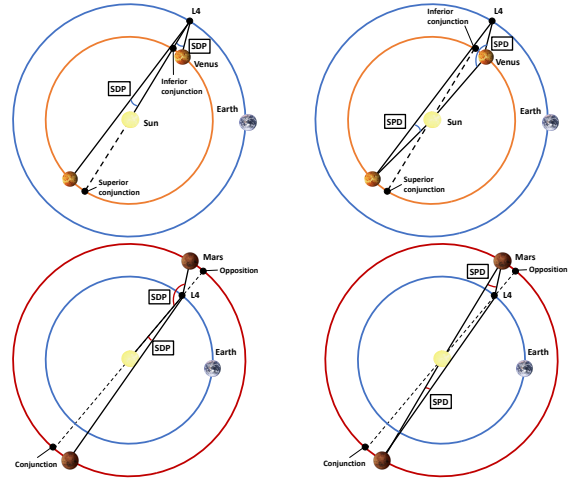 L4
SDP
Venus
Inferior
conjunction
SDP
Earth
Sun
Superior
conjunction
L4
Inferior
conjunction
SPD
Venus
Earth
SPD
Sun
Superior
conjunction
Mars
Opposition
SDP
L4
SDP
Earth
Conjunction
Mars
SPD
Opposition
L4
Earth
SPD
Conjunction